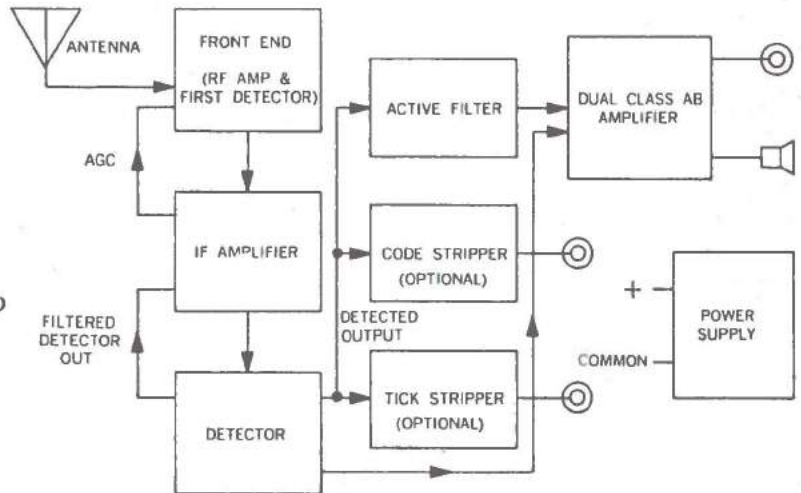 ANTENNA
FRONT END
(RF AMP &
FIRST DETECTOR)
AGC
IF AMPLIFIER
FILTERED
DETECTOR
OUT
DETECTOR
ACTIVE FILTER
CODE STRIPPER
(OPTIONAL)
DETECTED
OUTPUT
TICK STRIPPER
(OPTIONAL)
DUAL CLASS AB
AMPLIFIER
+
POWER
SUPPLY
COMMON